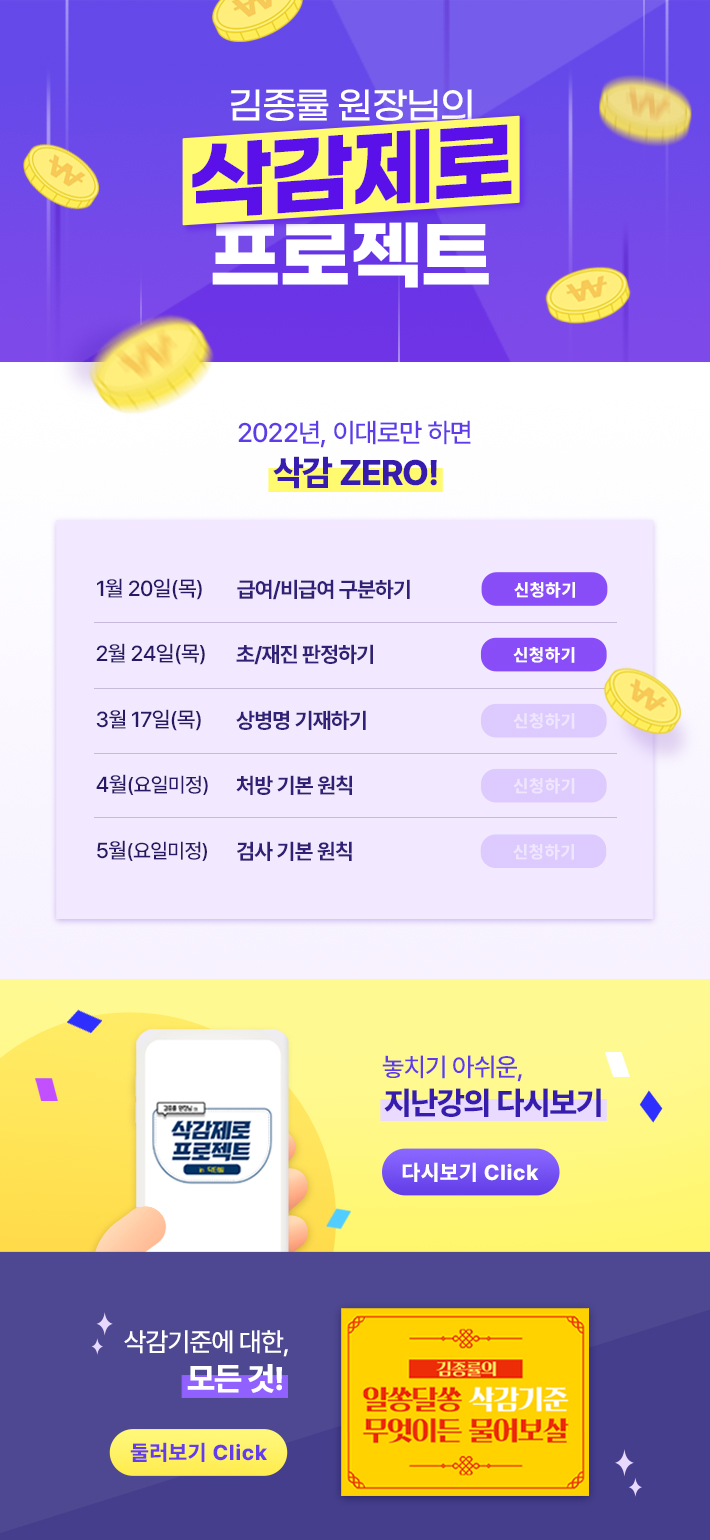 김종률 원장님의
삭감제로
프로젝트
2022년, 이대로만 하면
삭감 ZERO!
1월 20일(목) 급여/비급여 구분하기 신청하기
2월 24일(목) 초/재진 판정하기 신청하기
3월 17일(목) 상병명 기재하기 신청하기
4월(요일미정) 처방 기본 원칙 신청하기
5월(요일미정) 검사 기본 원칙 신청하기
놓치기 아쉬운,
지난강의 다시보기
다시보기 Click
김종률 원장님의
삭감제로
프로젝트
삭감기준에 대한,
모든 것!
둘러보기 Click
김종률의
알쏭달쏭 삭감기준
무엇이든 물어보살